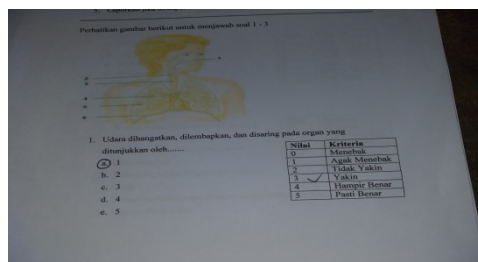 Perhatikan gambar berikut untuk menjawab soal 1 - 3
1. Udara dihangatkan, dilembapkan, dan disaring pada organ yang
ditunjukkan oleh.......
a. 1
b. 2
c. 3
d. 4
e. 5
Nilai Kriteria
0 Menebak
1 Agak Menebak
2 Tidak Yakin
3 Yakin
4 Hampir Benar
5 Pasti Benar